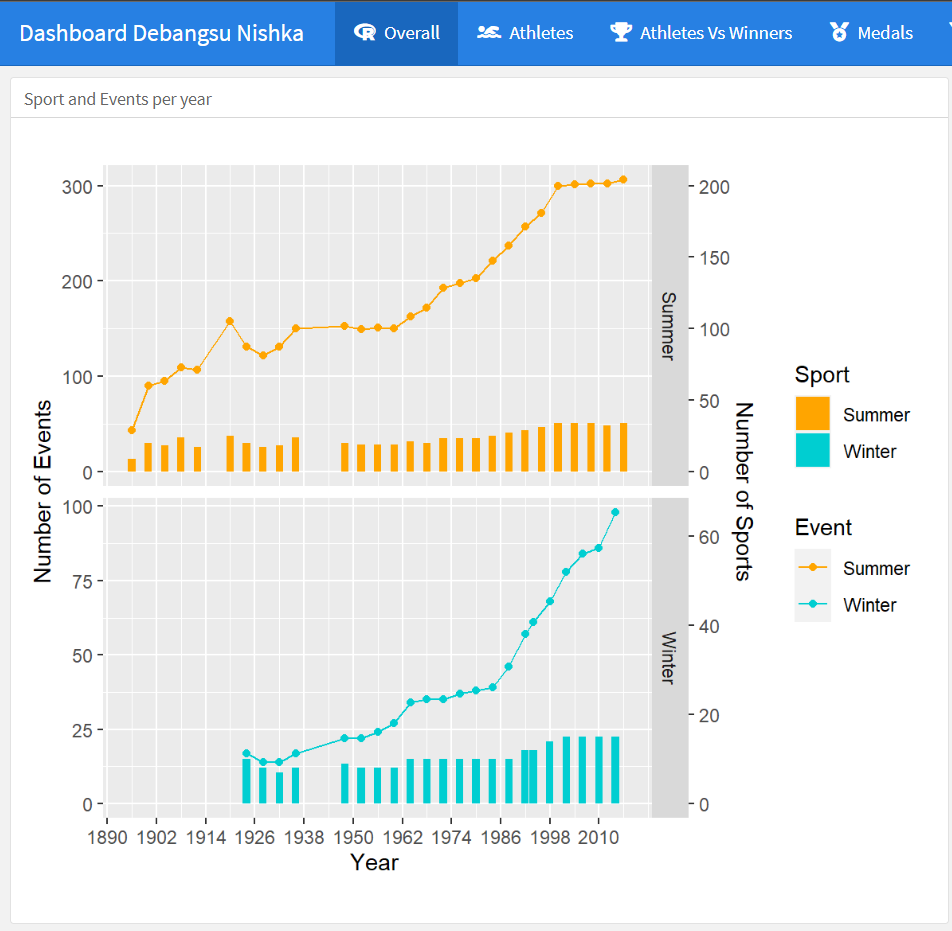 Dashboard Debangsu Nishka Overall Athletes Athletes Vs Winners Medals
Sport and Events per year
300
200
100
0
200
150
100
50
0
Summer
100
75
50
25
0
60
40
20
0
Winter
Number of Events
Number of Sports
1890 1902 1914 1926 1938 1950 1962 1974 1986 1998 2010
Year
Sport
Summer
Winter
Event
Summer
Winter